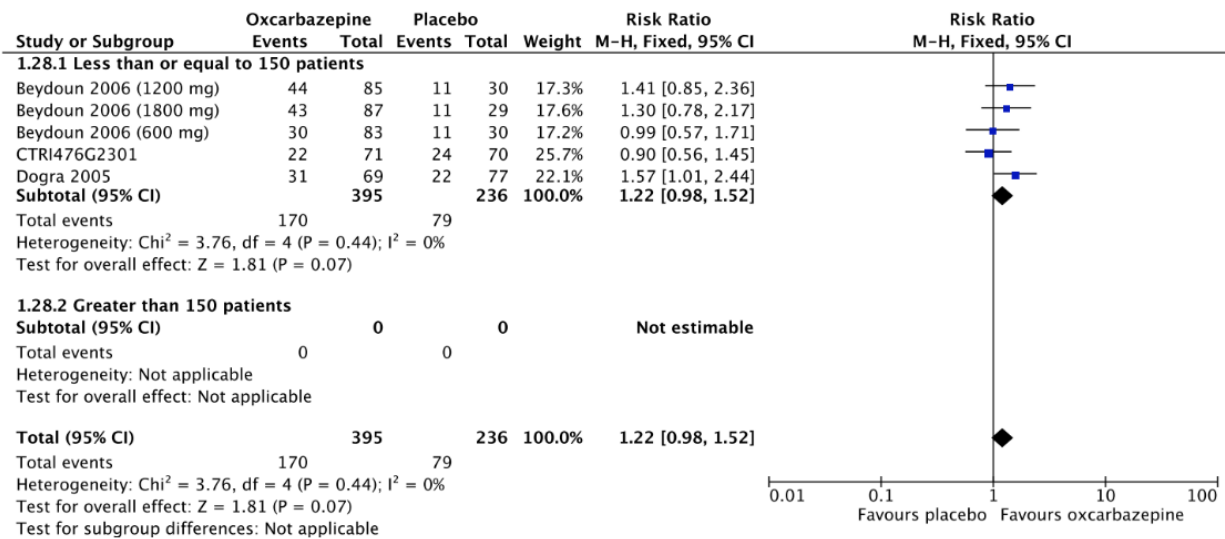 Oxcarbazepine Placebo Risk Ratio Risk Ratio
Study or Subgroup Events Total Events Total Weight M-H, Fixed, 95% CI M-H, Fixed, 95% CI
1.28.1 Less than or equal to 150 patients
Beydoun 2006 (1200 mg) 44 85 11 30 17.3% 1.41 [0.85, 2.36]
Beydoun 2006 (1800 mg) 43 87 11 29 17.6% 1.30 [0.78, 2.17]
Beydoun 2006 (600 mg) 30 83 11 30 17.2% 0.99 [0.57, 1.71]
CTRI476G2301 22 71 24 70 25.7% 0.90 [0.56, 1.45]
Dogra 2005 31 69 22 77 22.1% 1.57 [1.01, 2.44]
Subtotal (95% CI) 395 236 100.0% 1.22 [0.98, 1.52]
Total events 170 79
Heterogeneity: Chi² = 3.76, df = 4 (P = 0.44); I² = 0%
Test for overall effect: Z = 1.81 (P = 0.07)
1.28.2 Greater than 150 patients
Subtotal (95% CI) 0 0 Not estimable
Total events 0 0
Heterogeneity: Not applicable
Test for overall effect: Not applicable
Total (95% CI) 395 236 100.0% 1.22 [0.98, 1.52]
Total events 170 79
Heterogeneity: Chi² = 3.76, df = 4 (P = 0.44); I² = 0%
Test for overall effect: Z = 1.81 (P = 0.07)
Test for subgroup differences: Not applicable
0.01 0.1 1 10 100
Favours placebo Favours oxcarbazepine